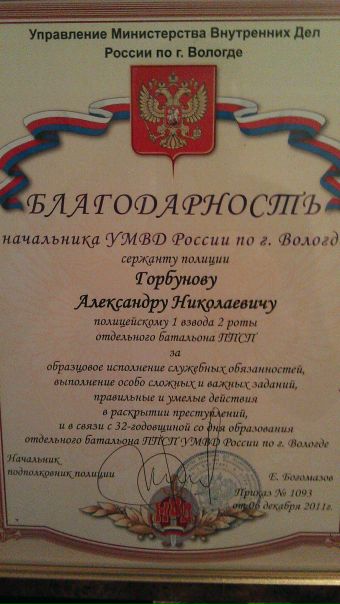 Управление Министерства Внутренних Дел
России по г. Вологде
БЛАГОДАРНОСТЬ
начальника УМВД России по г. Вологд
сержанту полиции
Горбунову
Александру Николаевичу
полицейскому 1 взвода 2 роты
отдельного батальона ППСП
за
образцовое исполнение служебных обязанностей,
выполнение особо сложных и важных заданий,
правильные и умелые действия
в раскрытии преступлений,
и в связи с 32-годовщиной со дня образования
отдельного батальона ППСП УМВД России по г. Вологде
Начальник
подполковник полиции
Е. Богомазов
Приказ № 1093
от 06 декабря 2011г.